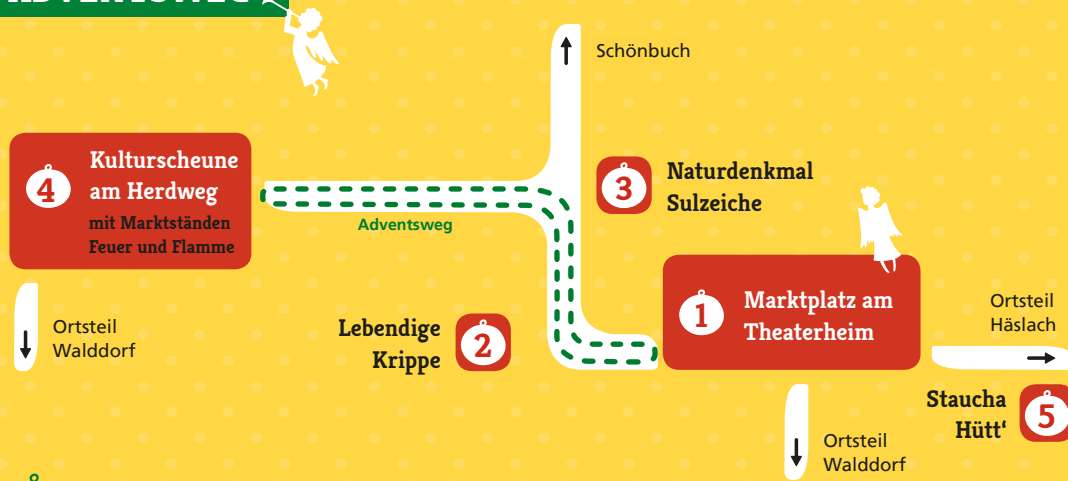 ADVENTSWEG
Schönbuch
4
Kulturscheune
am Herdweg
mit Marktständen
Feuer und Flamme
3
Naturdenkmal
Sulzeiche
Adventsweg
1
Marktplatz am
Theaterheim
Ortsteil
Häslach
Ortsteil
Walddorf
Lebendige
Krippe
2
Staucha
Hütt'
5
Ortsteil
Walddorf